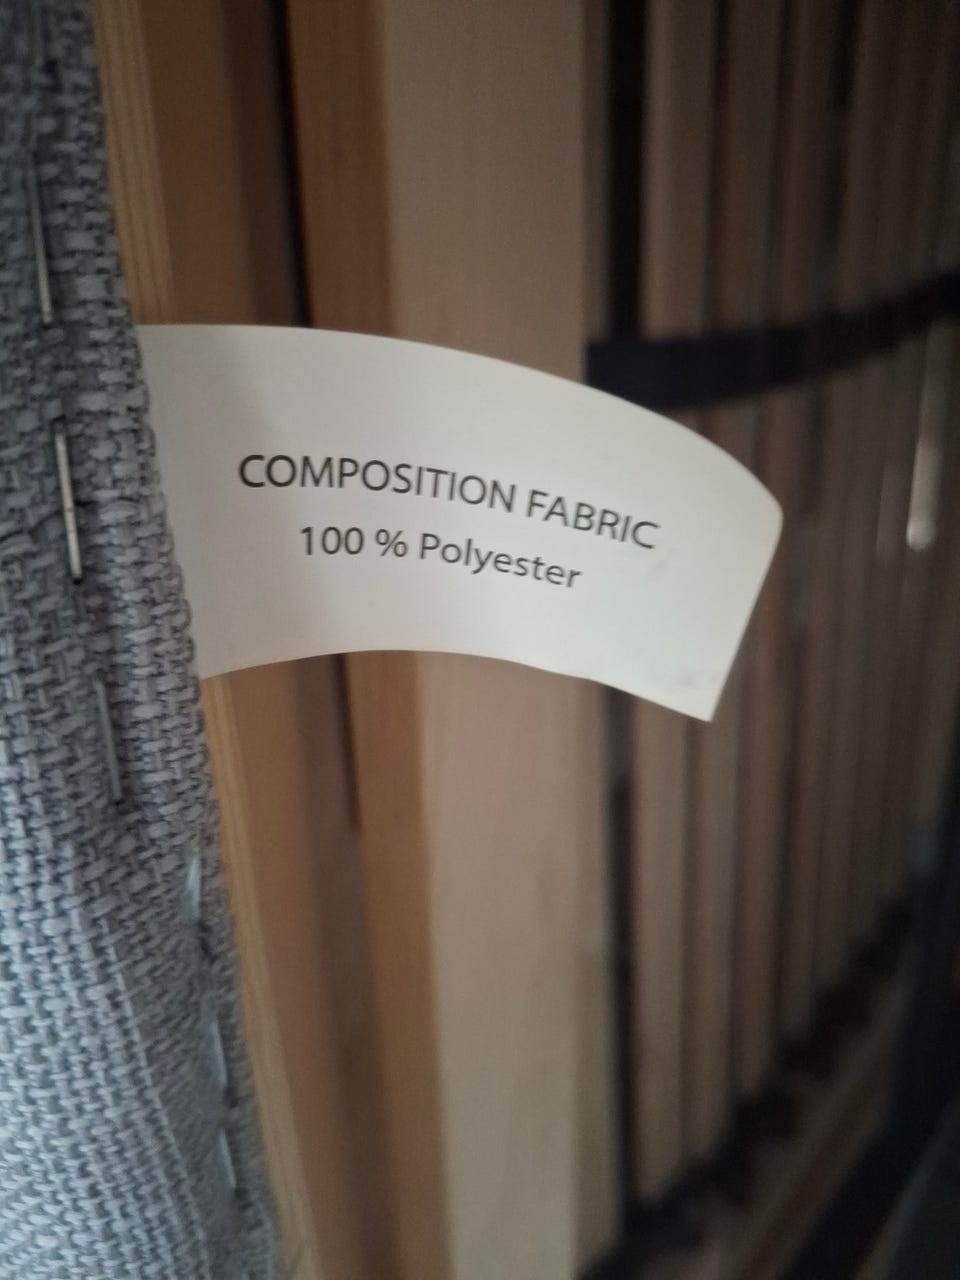 COMPOSITION FABRIC
100 % Polyester